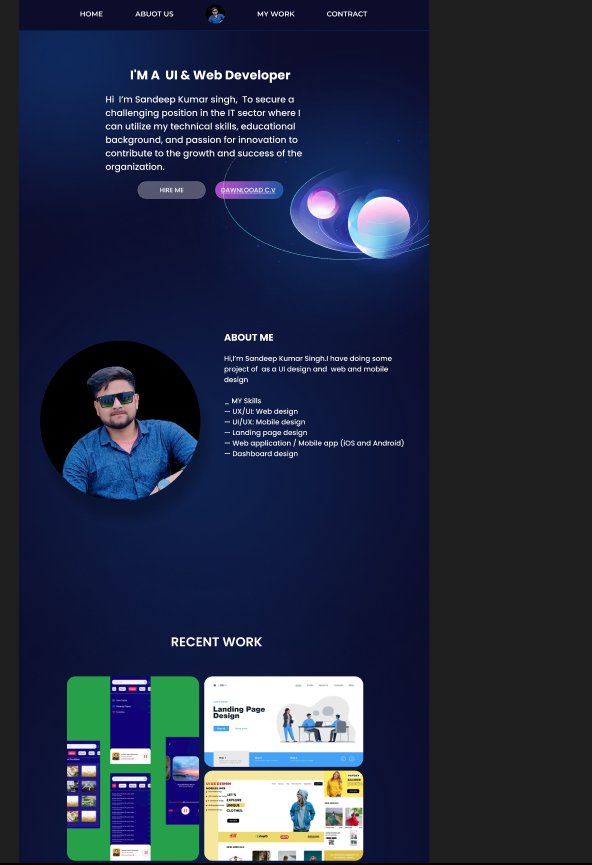 HOME ABUOT US MY WORK CONTRACT
I'M A UI & Web Developer
Hi I'm Sandeep Kumar singh, To secure a
challenging position in the IT sector where I
can utilize my technical skills, educational
background, and passion for innovation to
contribute to the growth and success of the
organization.
HIRE ME DAWNLOOAD C.V
ABOUT ME
Hi,I'm Sandeep Kumar Singh.I have doing some
project of as a UI design and web and mobile
design
_ MY Skills
— UX/UI: Web design
— UI/UX: Mobile design
— Landing page design
— Web application / Mobile app (iOS and Android)
— Dashboard design
RECENT WORK
Landing Page
Design
UI UX DESIGN
LET'S
EXPLORE
UNIQUE
CLOTHES.